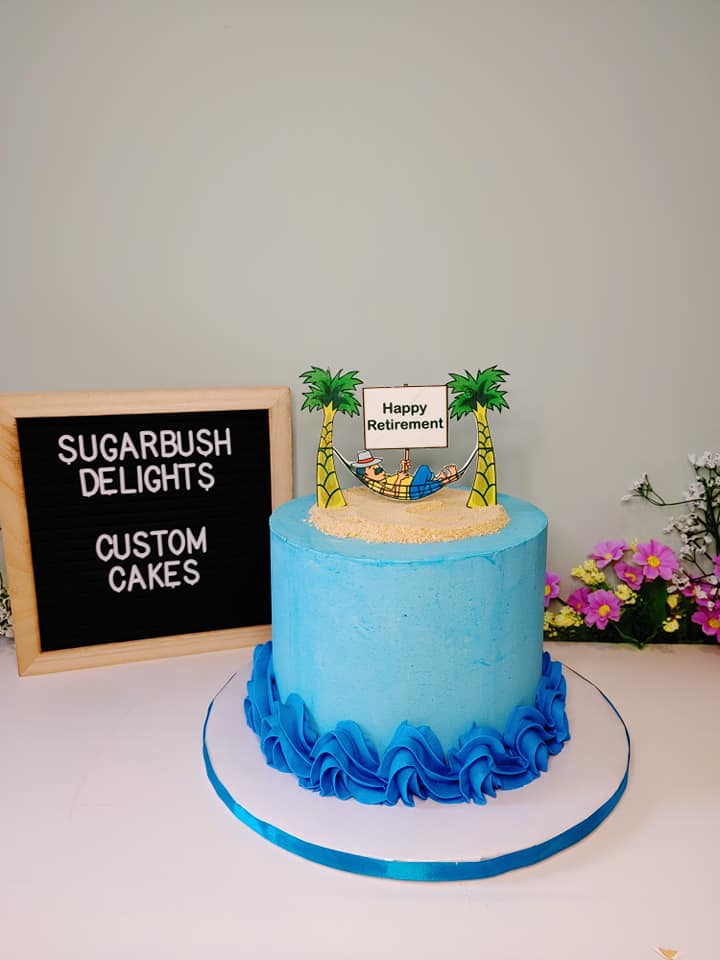 SUGARBUSH
DELIGHTS
CUSTOM
CAKES
Happy
Retirement